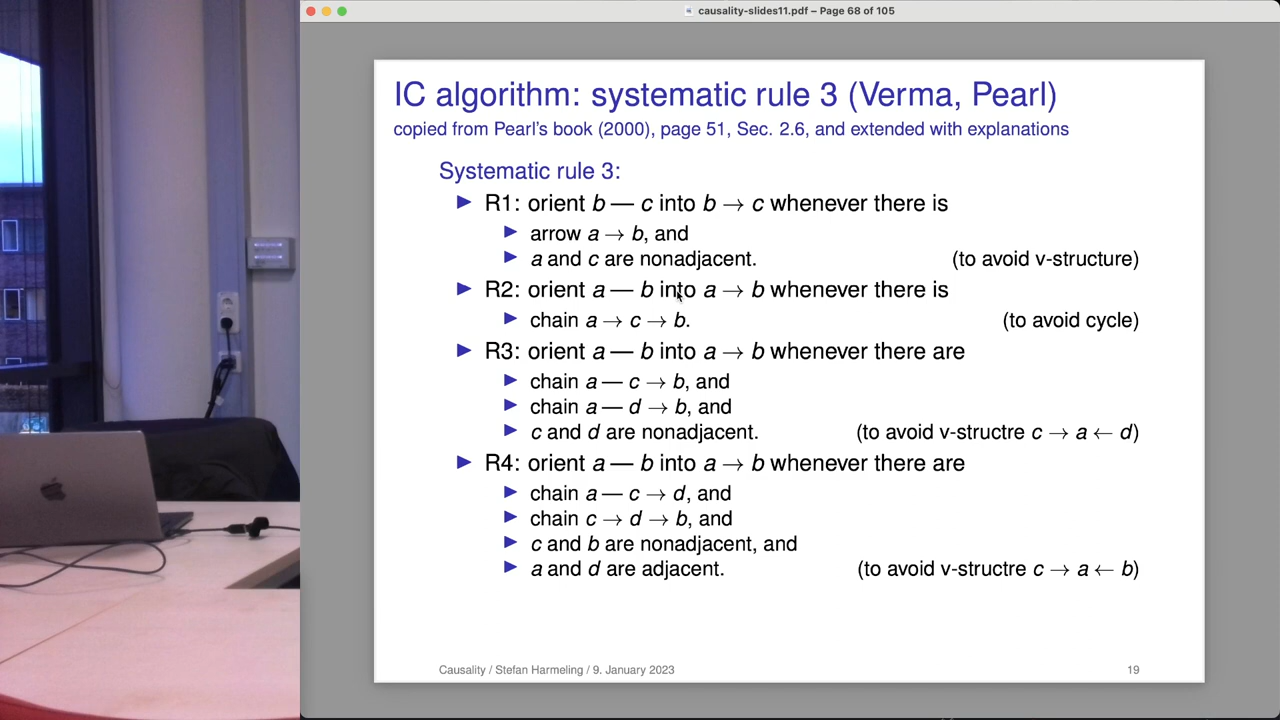 causality-slides11.pdf – Page 68 of 105
IC algorithm: systematic rule 3 (Verma, Pearl)
copied from Pearl's book (2000), page 51, Sec. 2.6, and extended with explanations
Systematic rule 3:
▶ R1: orient b — c into b → c whenever there is
▶ arrow a → b, and
▶ a and c are nonadjacent. (to avoid v-structure)
▶ R2: orient a — b into a → b whenever there is
▶ chain a → c → b. (to avoid cycle)
▶ R3: orient a — b into a → b whenever there are
▶ chain a — c → b, and
▶ chain a — d → b, and
▶ c and d are nonadjacent. (to avoid v-structre c → a ← d)
▶ R4: orient a — b into a → b whenever there are
▶ chain a — c → d, and
▶ chain c → d → b, and
▶ c and b are nonadjacent, and
▶ a and d are adjacent. (to avoid v-structre c → a ← b)
Causality / Stefan Harmeling / 9. January 2023 19